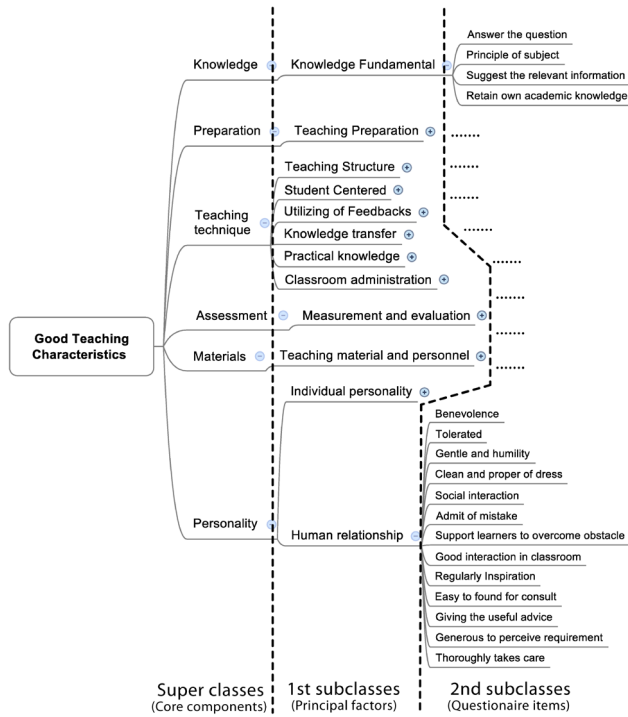 Good Teaching
Characteristics
Knowledge
Knowledge Fundamental
Answer the question
Principle of subject
Suggest the relevant information
Retain own academic knowledge
Preparation
Teaching Preparation
.......
Teaching
technique
Teaching Structure
.......
Student Centered
.......
Utilizing of Feedbacks
.......
Knowledge transfer
Practical knowledge
.......
Classroom administration
.......
Assessment
Measurement and evaluation
.......
Materials
Teaching material and personnel
.......
Personality
Individual personality
Human relationship
Benevolence
Tolerated
Gentle and humility
Clean and proper of dress
Social interaction
Admit of mistake
Support learners to overcome obstacle
Good interaction in classroom
Regularly Inspiration
Easy to found for consult
Giving the useful advice
Generous to perceive requirement
Thoroughly takes care
Super classes
(Core components)
1st subclasses
(Principal factors)
2nd subclasses
(Questionaire items)